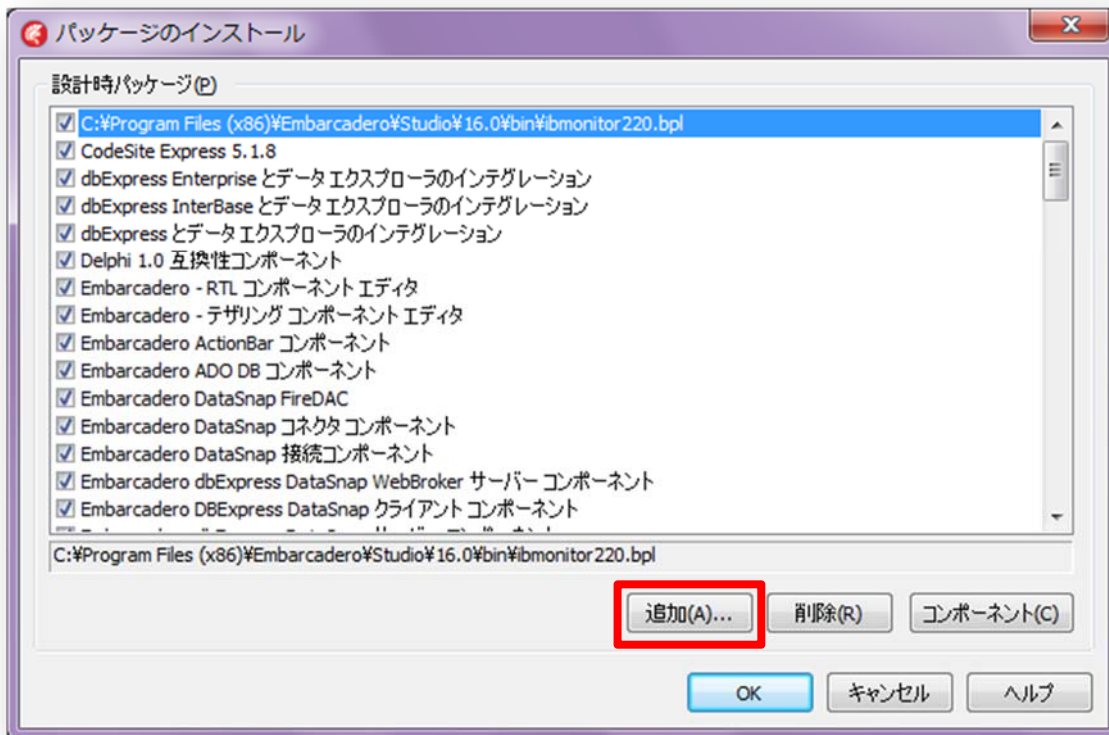 パッケージのインストール
設計時パッケージ(P)
C:¥Program Files (x86)¥Embarcadero¥Studio¥16.0¥bin¥ibmonitor220.bpl
CodeSite Express 5.1.8
dbExpress Enterprise とデータ エクスプローラのインテグレーション
dbExpress InterBase とデータ エクスプローラのインテグレーション
dbExpress とデータ エクスプローラのインテグレーション
Delphi 1.0 互換性コンポーネント
Embarcadero - RTL コンポーネント エディタ
Embarcadero - テザリング コンポーネント エディタ
Embarcadero ActionBar コンポーネント
Embarcadero ADO DB コンポーネント
Embarcadero DataSnap FireDAC
Embarcadero DataSnap コネクタ コンポーネント
Embarcadero DataSnap 接続コンポーネント
Embarcadero dbExpress DataSnap WebBroker サーバー コンポーネント
Embarcadero DBExpress DataSnap クライアント コンポーネント
C:¥Program Files (x86)¥Embarcadero¥Studio¥16.0¥bin¥ibmonitor220.bpl
追加(A)... 削除(R) コンポーネント(C)
OK キャンセル ヘルプ